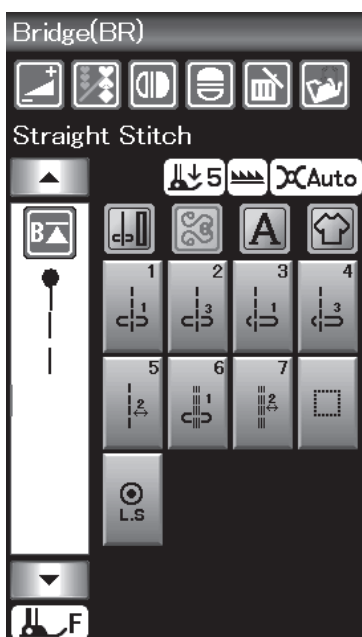 Bridge(BR)
Straight Stitch
5 Auto
B A
1 2 3 4
1 3 1 3
5 6 7
2 1 2
L.S
F